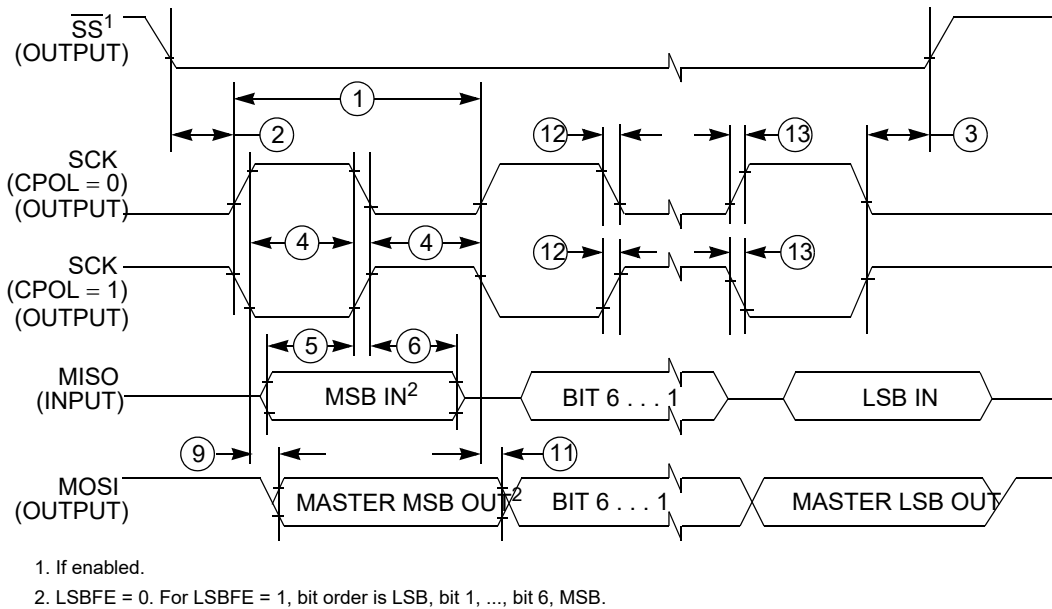 SS¹
(OUTPUT)
1
2
12
13
3
SCK
(CPOL = 0)
(OUTPUT)
4
4
12
13
SCK
(CPOL = 1)
(OUTPUT)
5
6
MISO
(INPUT)
MSB IN²
BIT 6 . . . 1
LSB IN
9
11
MOSI
(OUTPUT)
MASTER MSB OUT²
BIT 6 . . . 1
MASTER LSB OUT
1. If enabled.
2. LSBFE = 0. For LSBFE = 1, bit order is LSB, bit 1, ..., bit 6, MSB.